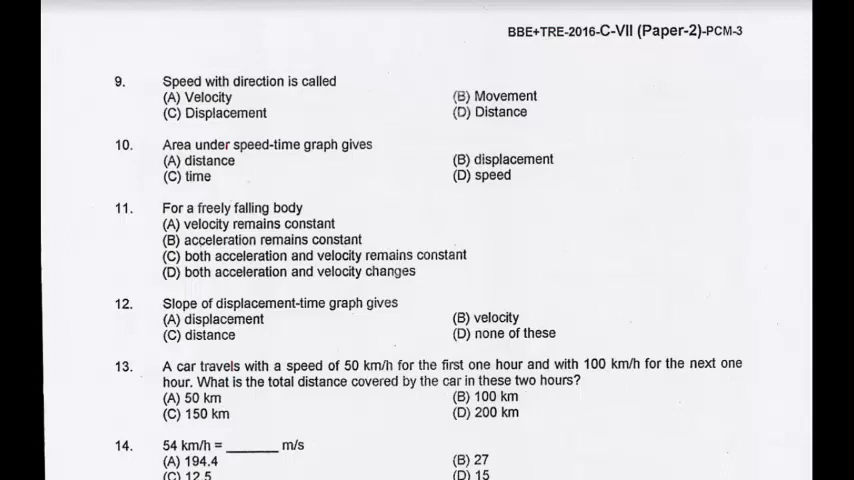 BBE+TRE-2016-C-VII (Paper-2)-PCM-3
9. Speed with direction is called
(A) Velocity (B) Movement
(C) Displacement (D) Distance
10. Area under speed-time graph gives
(A) distance (B) displacement
(C) time (D) speed
11. For a freely falling body
(A) velocity remains constant
(B) acceleration remains constant
(C) both acceleration and velocity remains constant
(D) both acceleration and velocity changes
12. Slope of displacement-time graph gives
(A) displacement (B) velocity
(C) distance (D) none of these
13. A car travels with a speed of 50 km/h for the first one hour and with 100 km/h for the next one
hour. What is the total distance covered by the car in these two hours?
(A) 50 km (B) 100 km
(C) 150 km (D) 200 km
14. 54 km/h = ______ m/s
(A) 194.4 (B) 27
(C) 12.5 (D) 15